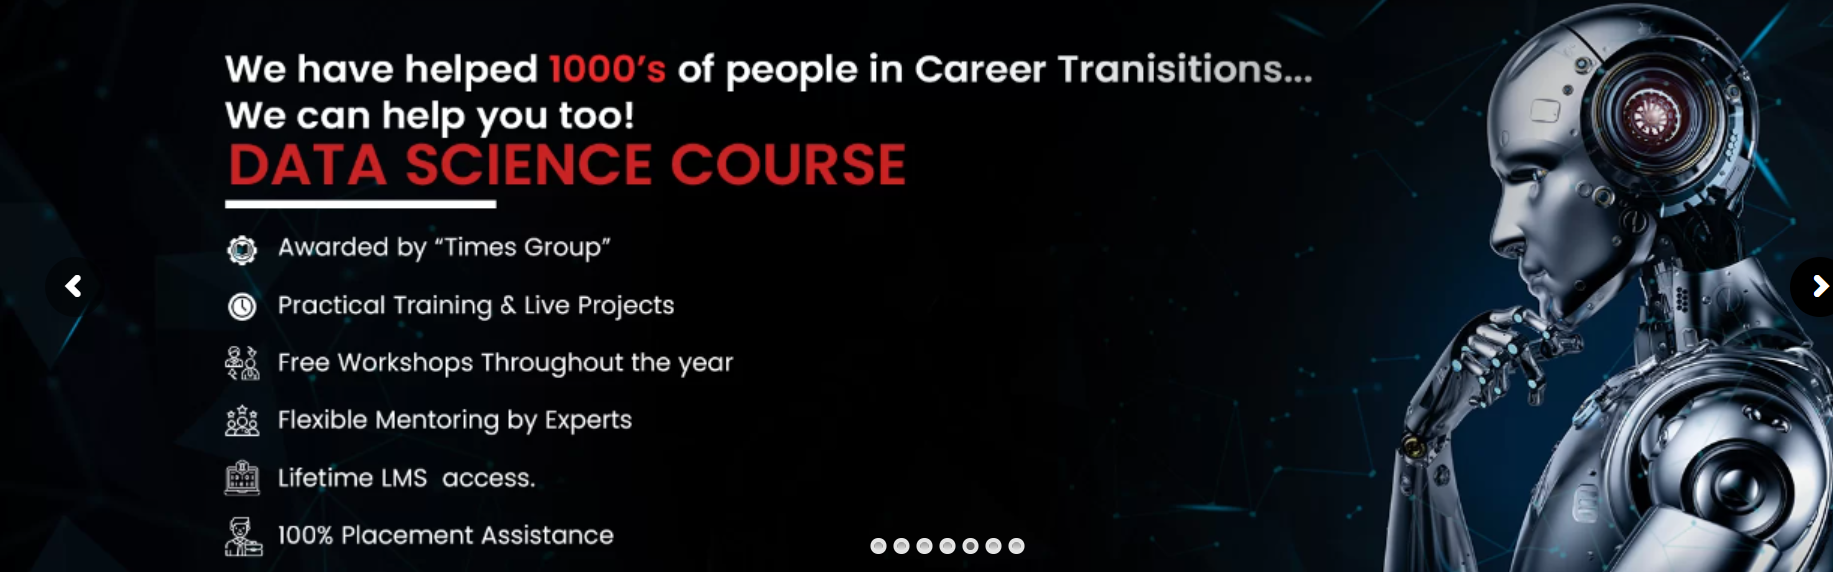 We have helped 1000's of people in Career Tranisitions...
We can help you too!
DATA SCIENCE COURSE
Awarded by “Times Group”
Practical Training & Live Projects
Free Workshops Throughout the year
Flexible Mentoring by Experts
Lifetime LMS access.
100% Placement Assistance